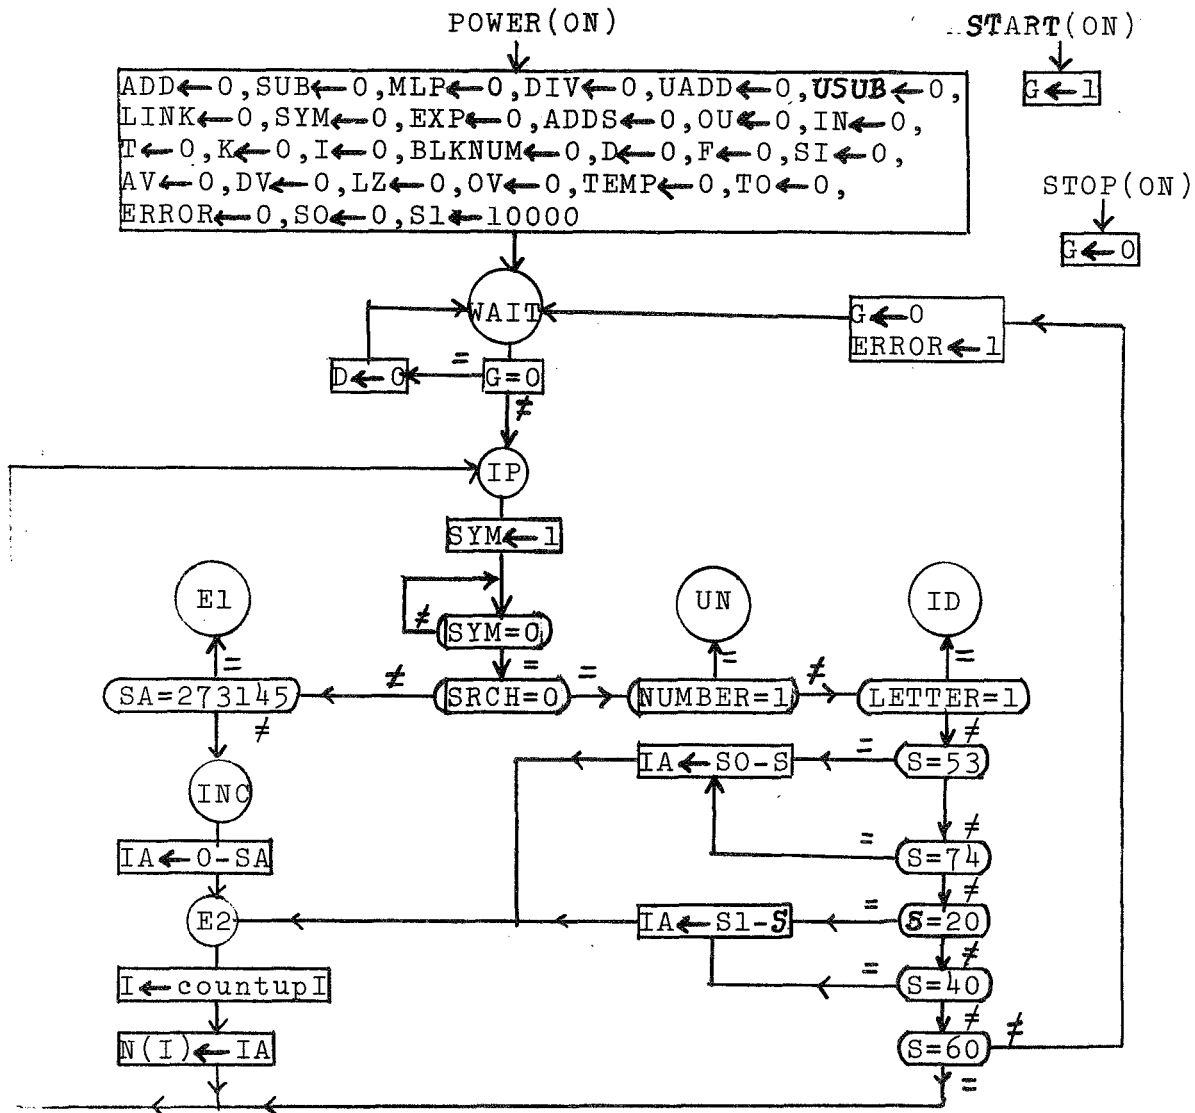 POWER(ON)
START(ON)
ADD←0,SUB←0,MLP←0,DIV←0,UADD←0,USUB←0,
G←1
LINK←0,SYM←0,EXP←0,ADDS←0,OU←0,IN←0,
T←0,K←0,I←0,BLKNUM←0,D←0,F←0,SI←0,
AV←0,DV←0,LZ←0,OV←0,TEMP←0,TO←0,
STOP(ON)
ERROR←0,SO←0,S1←10000
G←0
WAIT
G←0
ERROR←1
D←0
=
G=0
≠
IP
SYM←1
E1
UN
ID
≠
SYM=0
=
=
=
=
=
SA=273145
≠
SRCH=0
NUMBER=1
≠
LETTER=1
≠
≠
IA←SO-S
=
S=53
INC
≠
IA←0-SA
=
S=74
≠
E2
IA←S1-S
=
S=20
≠
I←countupI
=
S=40
≠
N(I)←IA
S=60
≠
=